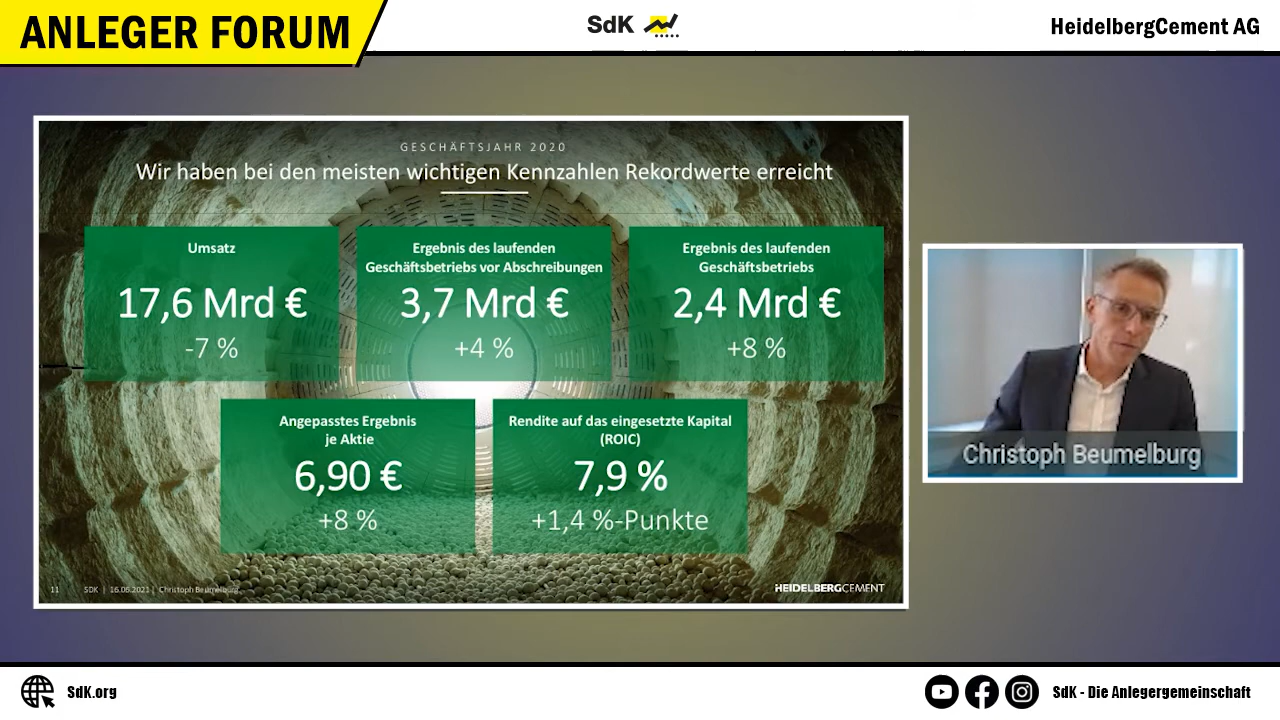 ANLEGER FORUM
SdK
HeidelbergCement AG
GESCHÄFTSJAHR 2020
Wir haben bei den meisten wichtigen Kennzahlen Rekordwerte erreicht
Umsatz
17,6 Mrd €
-7 %
Ergebnis des laufenden
Geschäftsbetriebs vor Abschreibungen
3,7 Mrd €
+4 %
Ergebnis des laufenden
Geschäftsbetriebs
2,4 Mrd €
+8 %
Angepasstes Ergebnis
je Aktie
6,90 €
+8 %
Rendite auf das eingesetzte Kapital
(ROIC)
7,9 %
+1,4 %-Punkte
11 SDK | 16.06.2021 | Christoph Beumelburg
HEIDELBERGCEMENT
Christoph Beumelburg
SdK.org
SdK - Die Anlegergemeinschaft